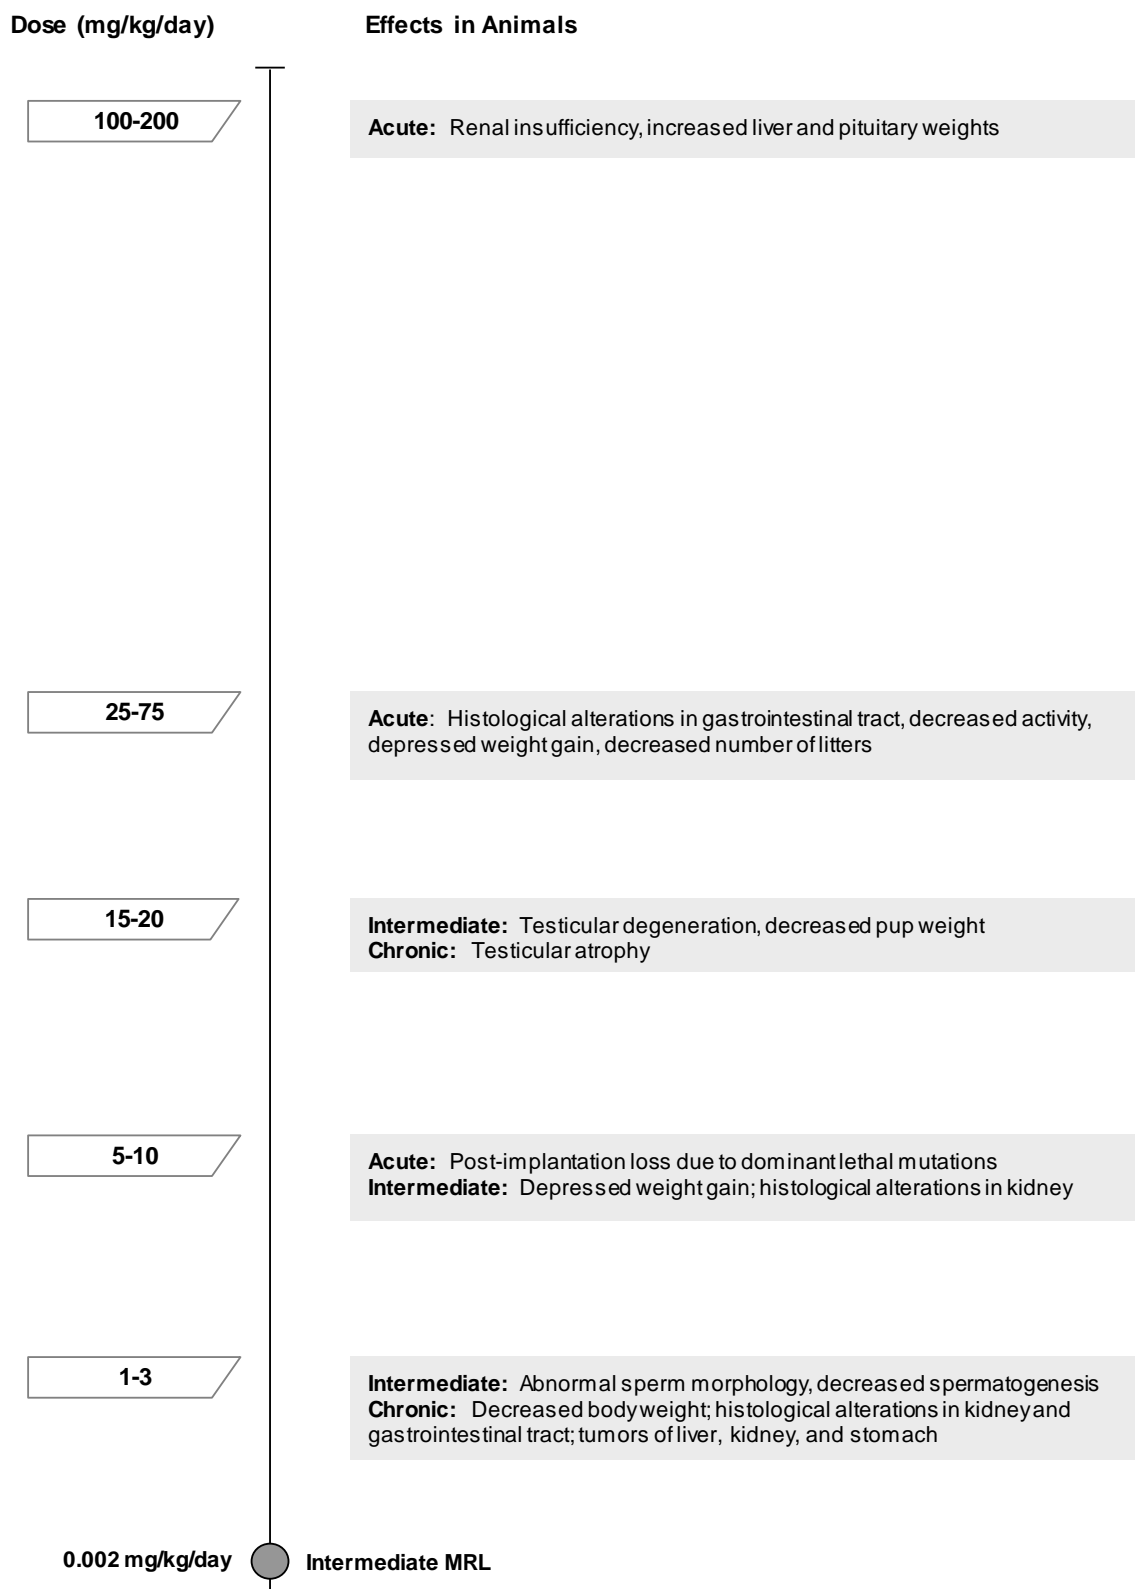 Dose (mg/kg/day) Effects in Animals
100-200
Acute: Renal insufficiency, increased liver and pituitary weights
25-75
Acute: Histological alterations in gastrointestinal tract, decreased activity,
depressed weight gain, decreased number of litters
15-20
Intermediate: Testicular degeneration, decreased pup weight
Chronic: Testicular atrophy
5-10
Acute: Post-implantation loss due to dominant lethal mutations
Intermediate: Depressed weight gain; histological alterations in kidney
1-3
Intermediate: Abnormal sperm morphology, decreased spermatogenesis
Chronic: Decreased body weight; histological alterations in kidney and
gastrointestinal tract; tumors of liver, kidney, and stomach
0.002 mg/kg/day Intermediate MRL